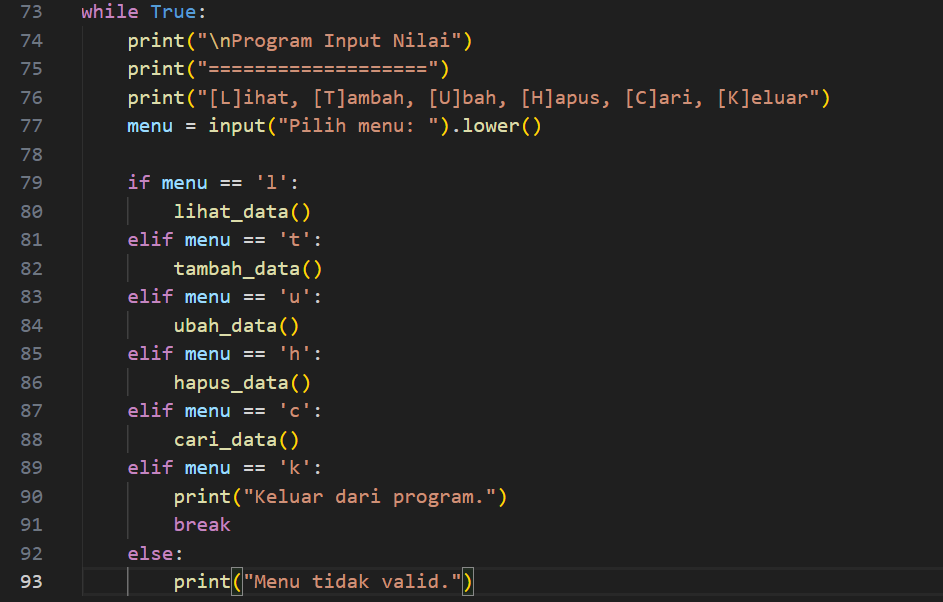 73 while True:
74     print("\nProgram Input Nilai")
75     print("===================")
76     print("[L]ihat, [T]ambah, [U]bah, [H]apus, [C]ari, [K]eluar")
77     menu = input("Pilih menu: ").lower()
78
79     if menu == 'l':
80         lihat_data()
81     elif menu == 't':
82         tambah_data()
83     elif menu == 'u':
84         ubah_data()
85     elif menu == 'h':
86         hapus_data()
87     elif menu == 'c':
88         cari_data()
89     elif menu == 'k':
90         print("Keluar dari program.")
91         break
92     else:
93         print("Menu tidak valid.")